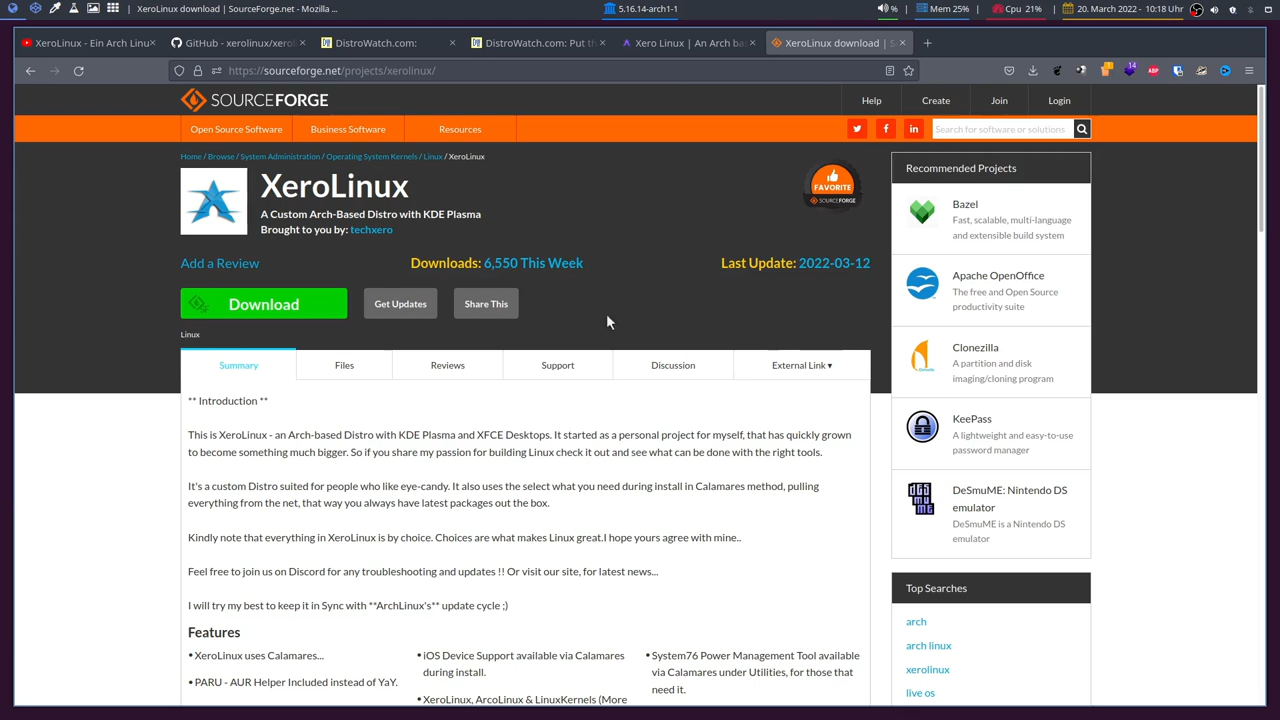 XeroLinux download | SourceForge.net - Mozilla ...
5.16.14-arch1-1
%
Mem 25%
Cpu 21%
20. March 2022 - 10:18 Uhr
XeroLinux - Ein Arch Linu
GitHub - xerolinux/xerol
DistroWatch.com:
DistroWatch.com: Put th
Xero Linux | An Arch ba
XeroLinux download | S
https://sourceforge.net/projects/xerolinux/
14
ABP
SOURCEFORGE
Help
Create
Join
Login
Open Source Software
Business Software
Resources
Search for software or solutions
Home / Browse / System Administration / Operating System Kernels / Linux / XeroLinux
XeroLinux
A Custom Arch-Based Distro with KDE Plasma
Brought to you by: techxero
FAVORITE
SOURCEFORGE
Add a Review
Downloads: 6,550 This Week
Last Update: 2022-03-12
Download
Get Updates
Share This
Linux
Summary
Files
Reviews
Support
Discussion
External Link ▾
** Introduction **
This is XeroLinux - an Arch-based Distro with KDE Plasma and XFCE Desktops. It started as a personal project for myself, that has quickly grown
to become something much bigger. So if you share my passion for building Linux check it out and see what can be done with the right tools.
It's a custom Distro suited for people who like eye-candy. It also uses the select what you need during install in Calamares method, pulling
everything from the net, that way you always have latest packages out the box.
Kindly note that everything in XeroLinux is by choice. Choices are what makes Linux great.I hope yours agree with mine..
Feel free to join us on Discord for any troubleshooting and updates !! Or visit our site, for latest news...
I will try my best to keep it in Sync with **ArchLinux's** update cycle ;)
Features
• XeroLinux uses Calamares...
• PARU - AUR Helper Included instead of YaY.
• iOS Device Support available via Calamares
during install.
• XeroLinux, ArcoLinux & LinuxKernels (More
• System76 Power Management Tool available
via Calamares under Utilities, for those that
need it.
Recommended Projects
Bazel
Fast, scalable, multi-language
and extensible build system
Apache OpenOffice
The free and Open Source
productivity suite
Clonezilla
A partition and disk
imaging/cloning program
KeePass
A lightweight and easy-to-use
password manager
DeSmuME: Nintendo DS
emulator
DeSmuME is a Nintendo DS
emulator
Top Searches
arch
arch linux
xerolinux
live os